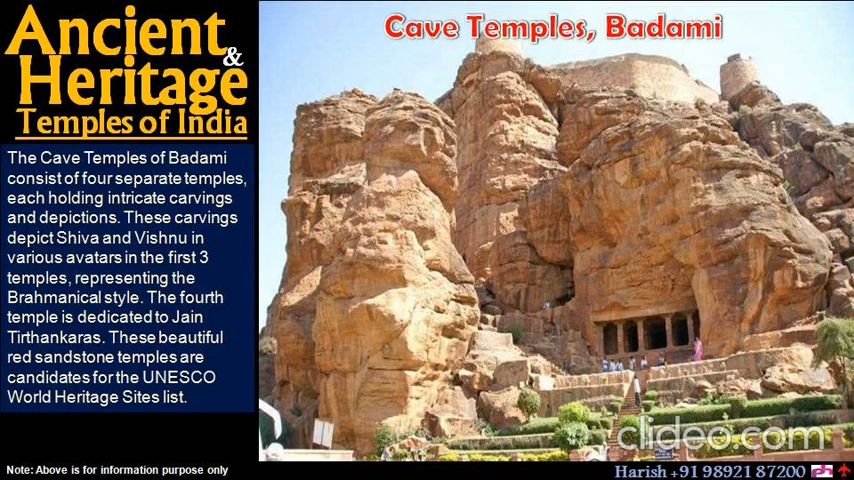 Ancient
&
Heritage
Temples of India
Cave Temples, Badami
The Cave Temples of Badami
consist of four separate temples,
each holding intricate carvings
and depictions. These carvings
depict Shiva and Vishnu in
various avatars in the first 3
temples, representing the
Brahmanical style. The fourth
temple is dedicated to Jain
Tirthankaras. These beautiful
red sandstone temples are
candidates for the UNESCO
World Heritage Sites list.
clideo.com
Note: Above is for information purpose only
Harish +91 98921 87200